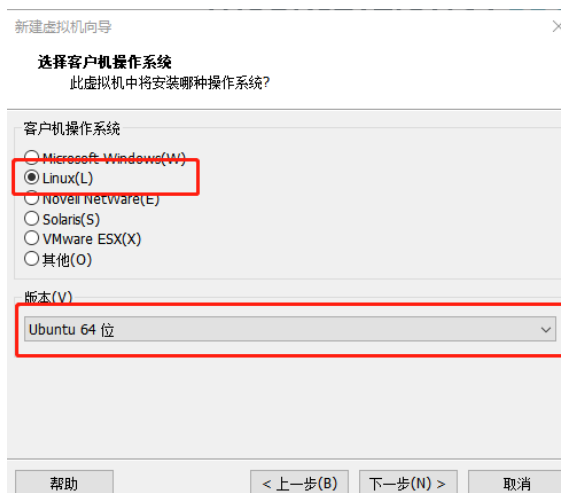 新建虚拟机向导
选择客户机操作系统
此虚拟机中将安装哪种操作系统?
客户机操作系统
Microsoft Windows(W)
Linux(L)
Novell NetWare(E)
Solaris(S)
VMware ESX(X)
其他(O)
版本(V)
Ubuntu 64 位
帮助
< 上一步(B)
下一步(N) >
取消